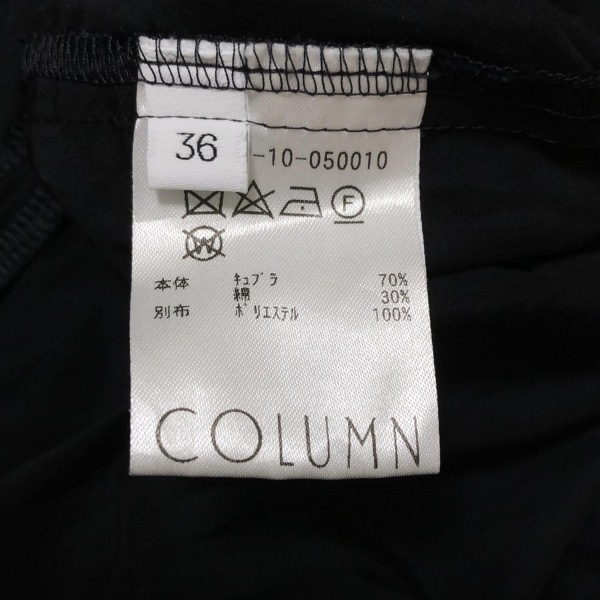 36
-10-050010
F
W
本体 キュプラ 70%
綿 30%
別布 ポリエステル 100%
COLUMN